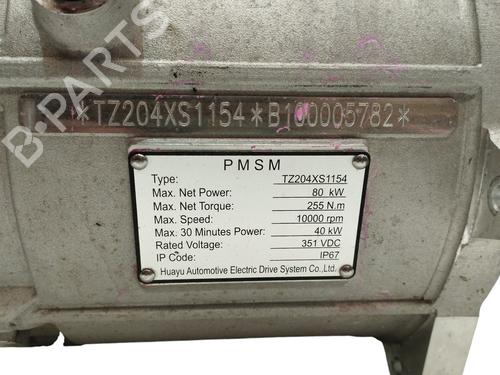 *TZ204XS1154*B100005782*
PMSM
Type: TZ204XS1154
Max. Net Power: 80 kW
Max. Net Torque: 255 N.m
Max. Speed: 10000 rpm
Max. 30 Minutes Power: 40 kW
Rated Voltage: 351 VDC
IP Code: IP67
Huayu Automotive Electric Drive System Co.,Ltd.
B-PARTS